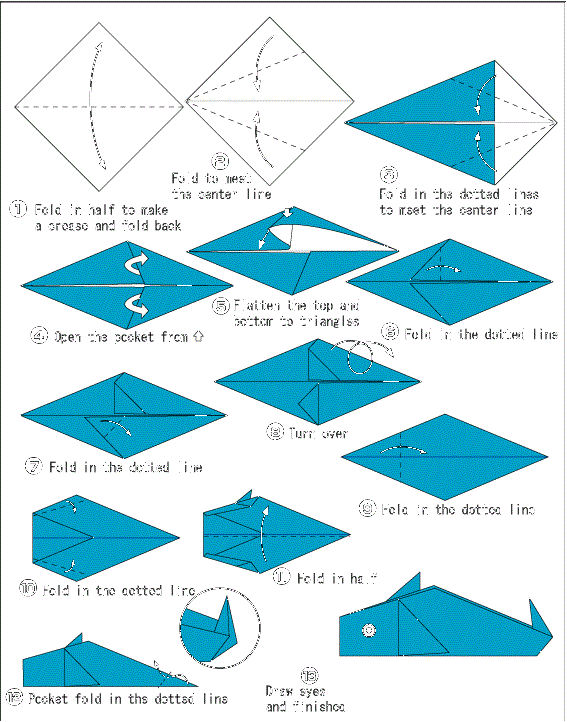 ① Fold in half to make
a crease and fold back
② Fold to meet
the center line
③ Fold in the dotted lines
to meet the center line
④ Open the pocket from ⇧
⑤ Flatten the top and
bottom to triangles
⑥ Fold in the dotted line
⑦ Fold in the dotted line
⑧ Turn over
⑨ Fold in the dotted line
⑩ Fold in the dotted line
⑪ Fold in half
⑫ Pocket fold in the dotted line
⑬
Draw eyes
and finished